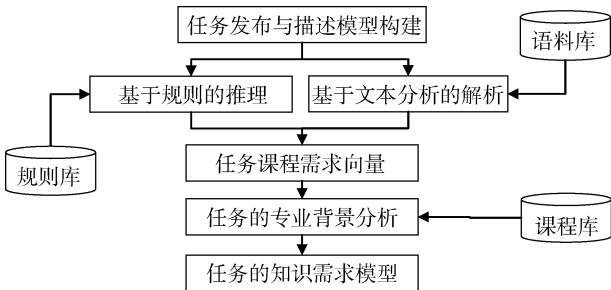 任务发布与描述模型构建
语料库
基于规则的推理
基于文本分析的解析
规则库
任务课程需求向量
任务的专业背景分析
课程库
任务的知识需求模型